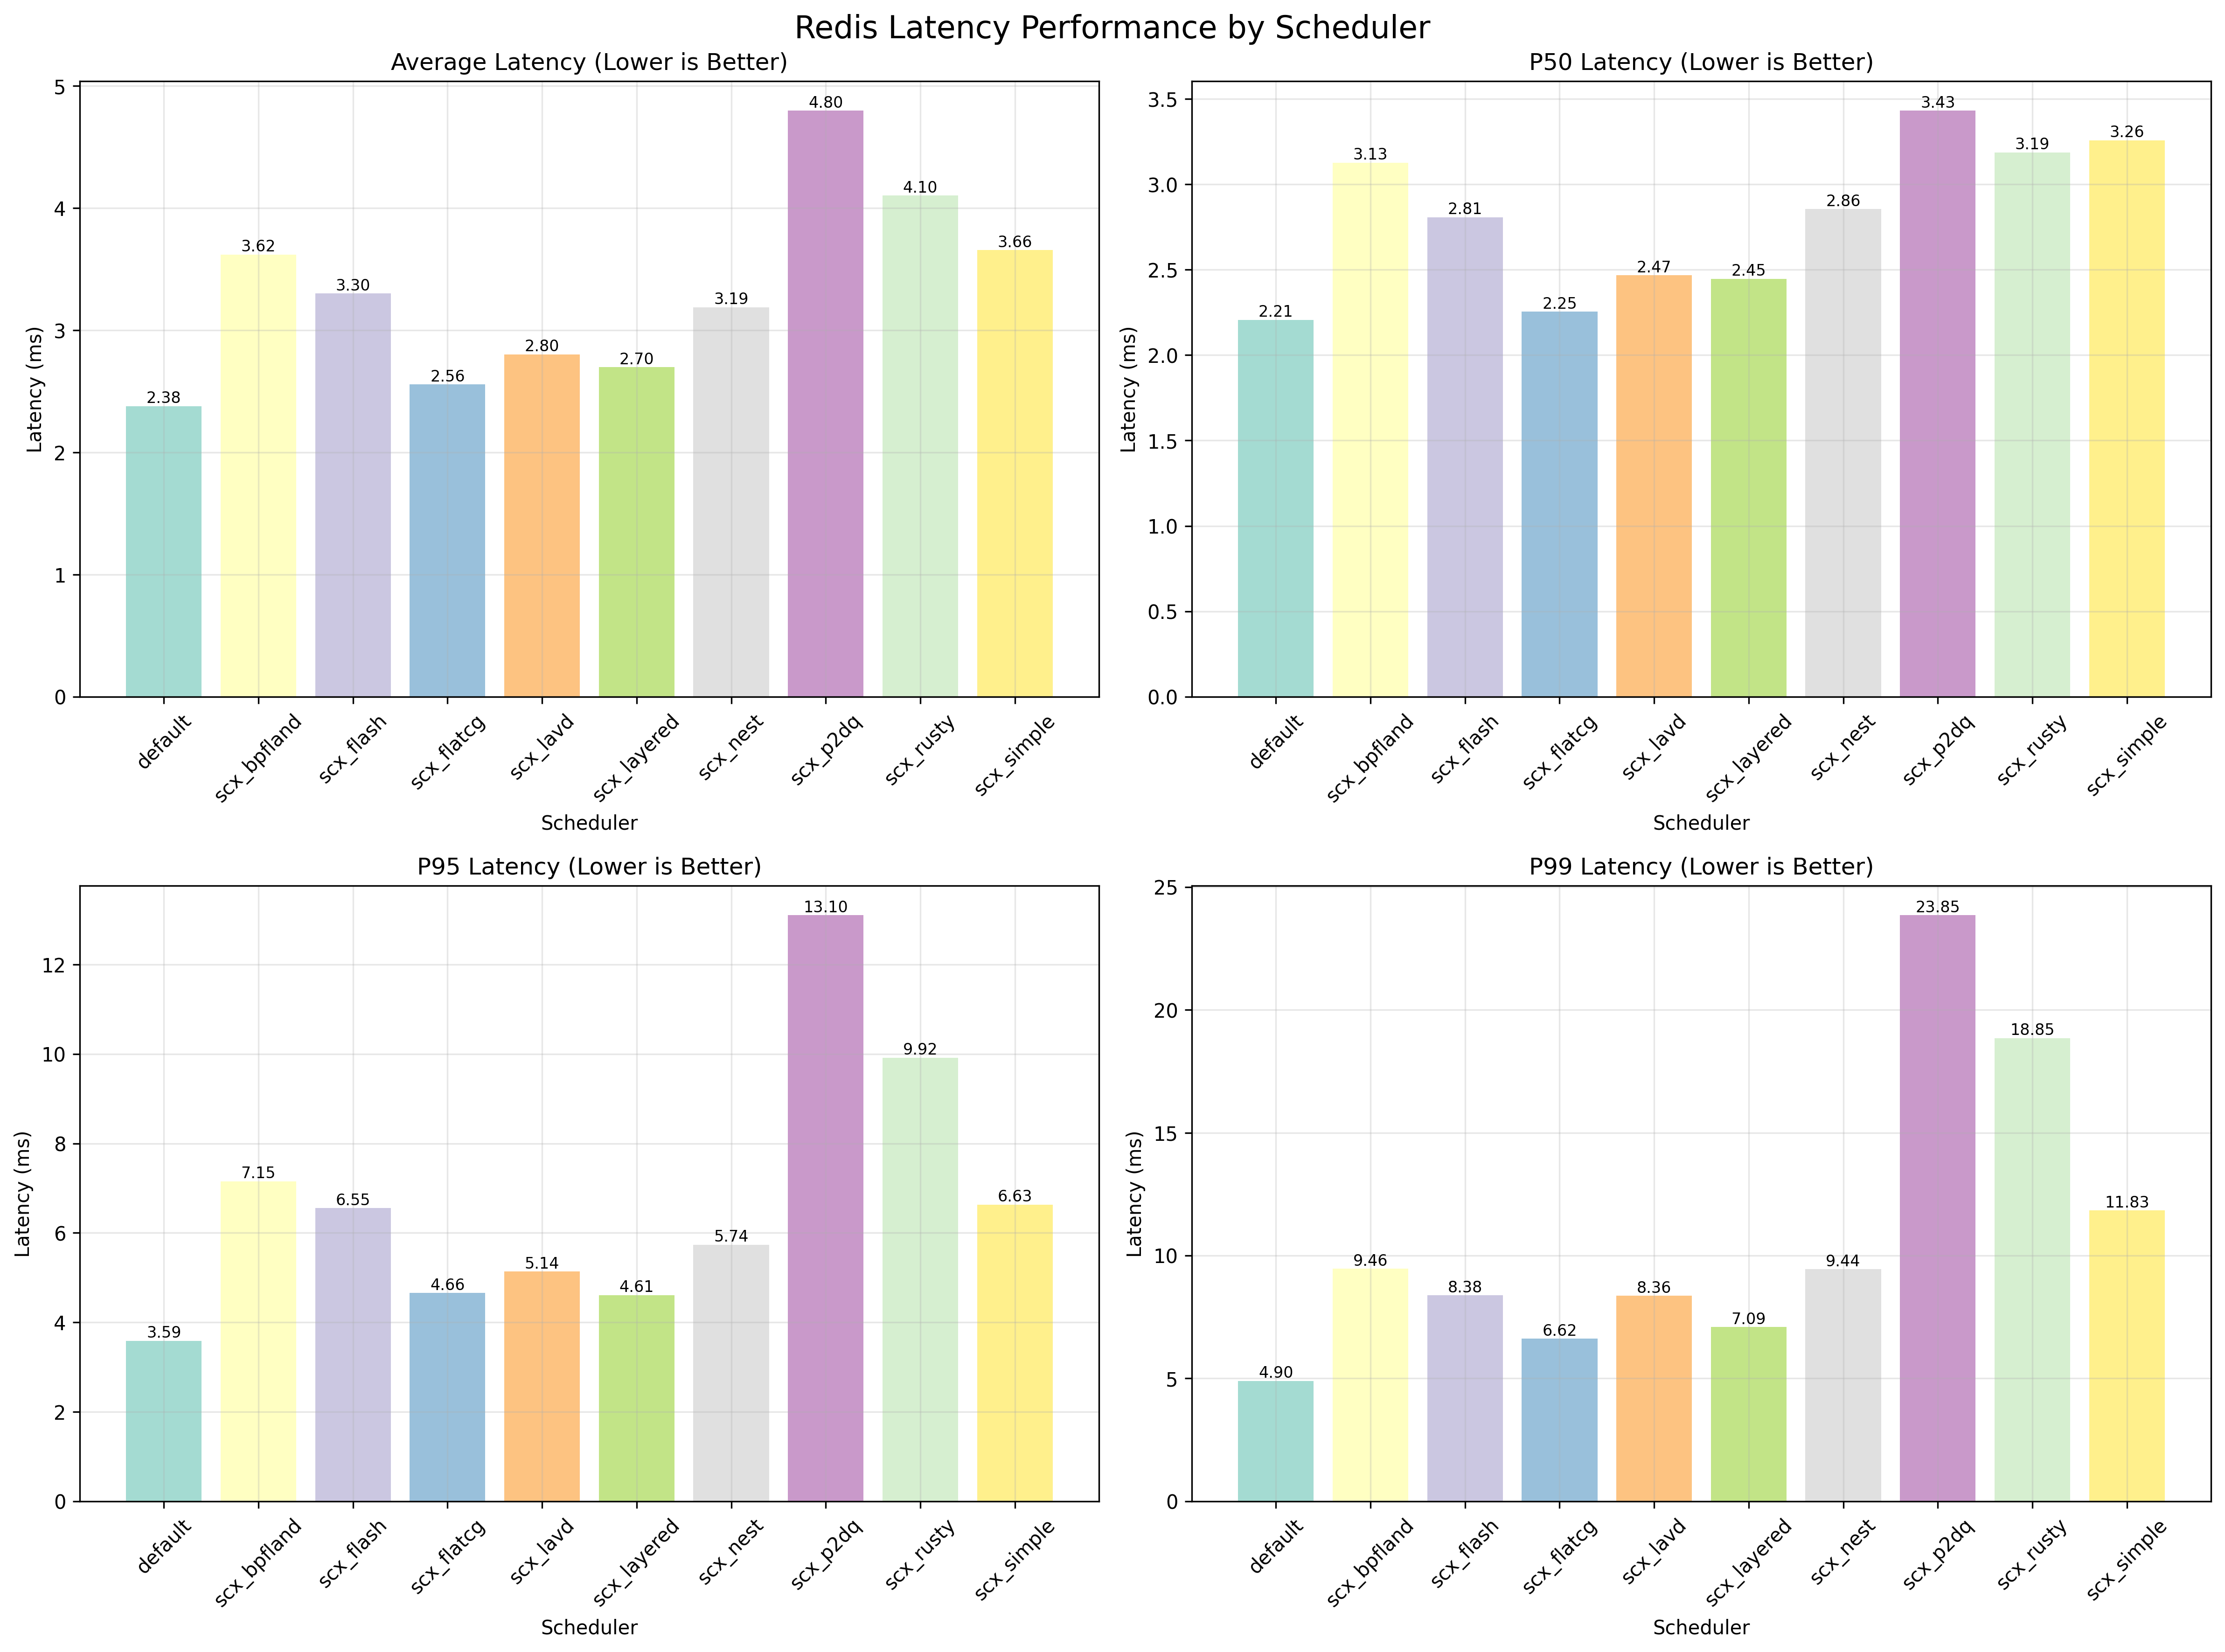 Redis Latency Performance by Scheduler
Average Latency (Lower is Better)
Latency (ms)
5
4
3
2
1
0
2.38
3.62
3.30
2.56
2.80
2.70
3.19
4.80
4.10
3.66
default
scx_bpfland
scx_flash
scx_flatcg
scx_lavd
scx_layered
scx_nest
scx_p2dq
scx_rusty
scx_simple
Scheduler
P50 Latency (Lower is Better)
Latency (ms)
3.5
3.0
2.5
2.0
1.5
1.0
0.5
0.0
2.21
3.13
2.81
2.25
2.47
2.45
2.86
3.43
3.19
3.26
default
scx_bpfland
scx_flash
scx_flatcg
scx_lavd
scx_layered
scx_nest
scx_p2dq
scx_rusty
scx_simple
Scheduler
P95 Latency (Lower is Better)
Latency (ms)
12
10
8
6
4
2
0
3.59
7.15
6.55
4.66
5.14
4.61
5.74
13.10
9.92
6.63
default
scx_bpfland
scx_flash
scx_flatcg
scx_lavd
scx_layered
scx_nest
scx_p2dq
scx_rusty
scx_simple
Scheduler
P99 Latency (Lower is Better)
Latency (ms)
25
20
15
10
5
0
4.90
9.46
8.38
6.62
8.36
7.09
9.44
23.85
18.85
11.83
default
scx_bpfland
scx_flash
scx_flatcg
scx_lavd
scx_layered
scx_nest
scx_p2dq
scx_rusty
scx_simple
Scheduler